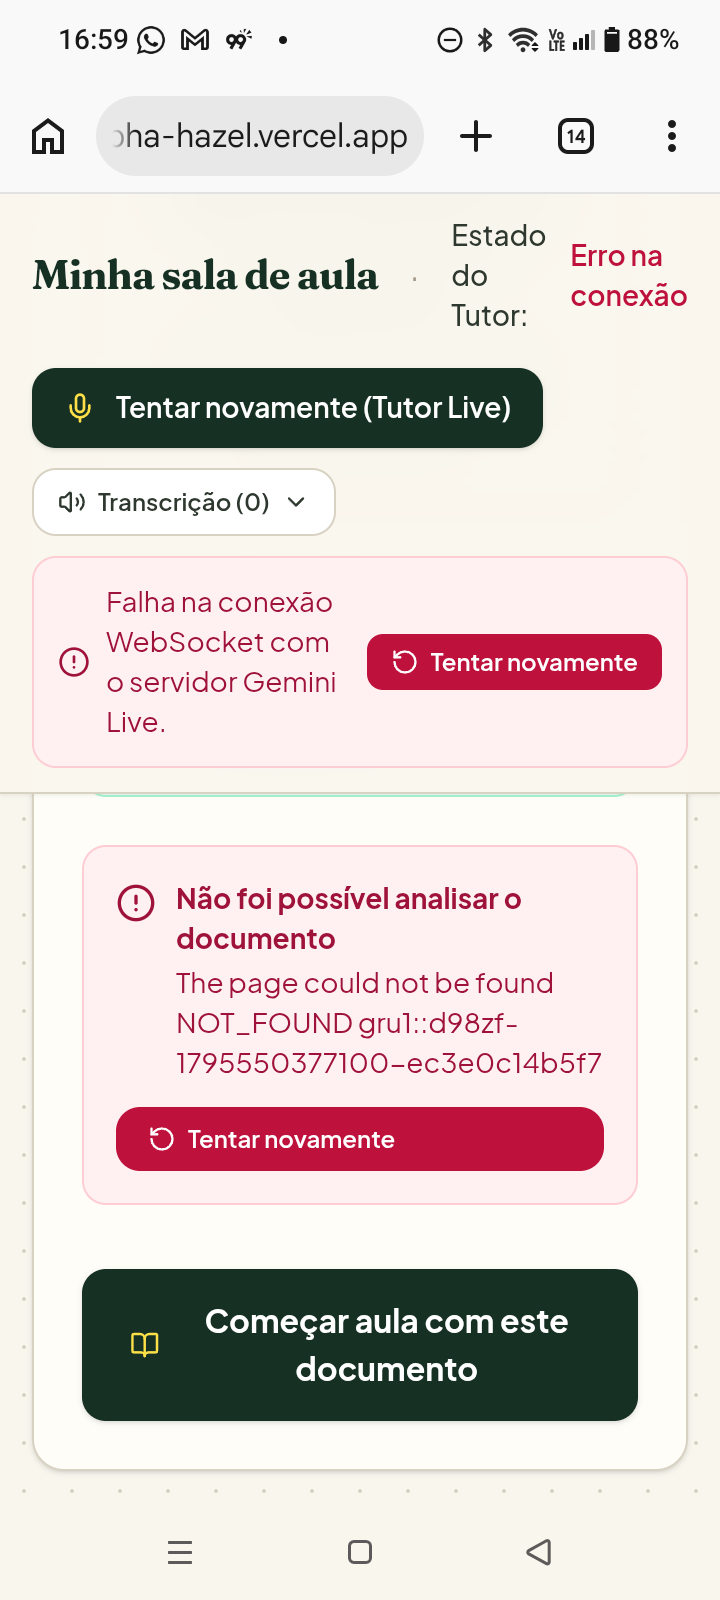 16:59
Vo LTE
88%
ha-hazel.vercel.app
14
Minha sala de aula
·
Estado
do
Tutor:
Erro na
conexão
Tentar novamente (Tutor Live)
Transcrição (0)
Falha na conexão
WebSocket com
o servidor Gemini
Live.
Tentar novamente
Não foi possível analisar o
documento
The page could not be found
NOT_FOUND gru1::d98zf-
1795550377100-ec3e0c14b5f7
Tentar novamente
Começar aula com este
documento